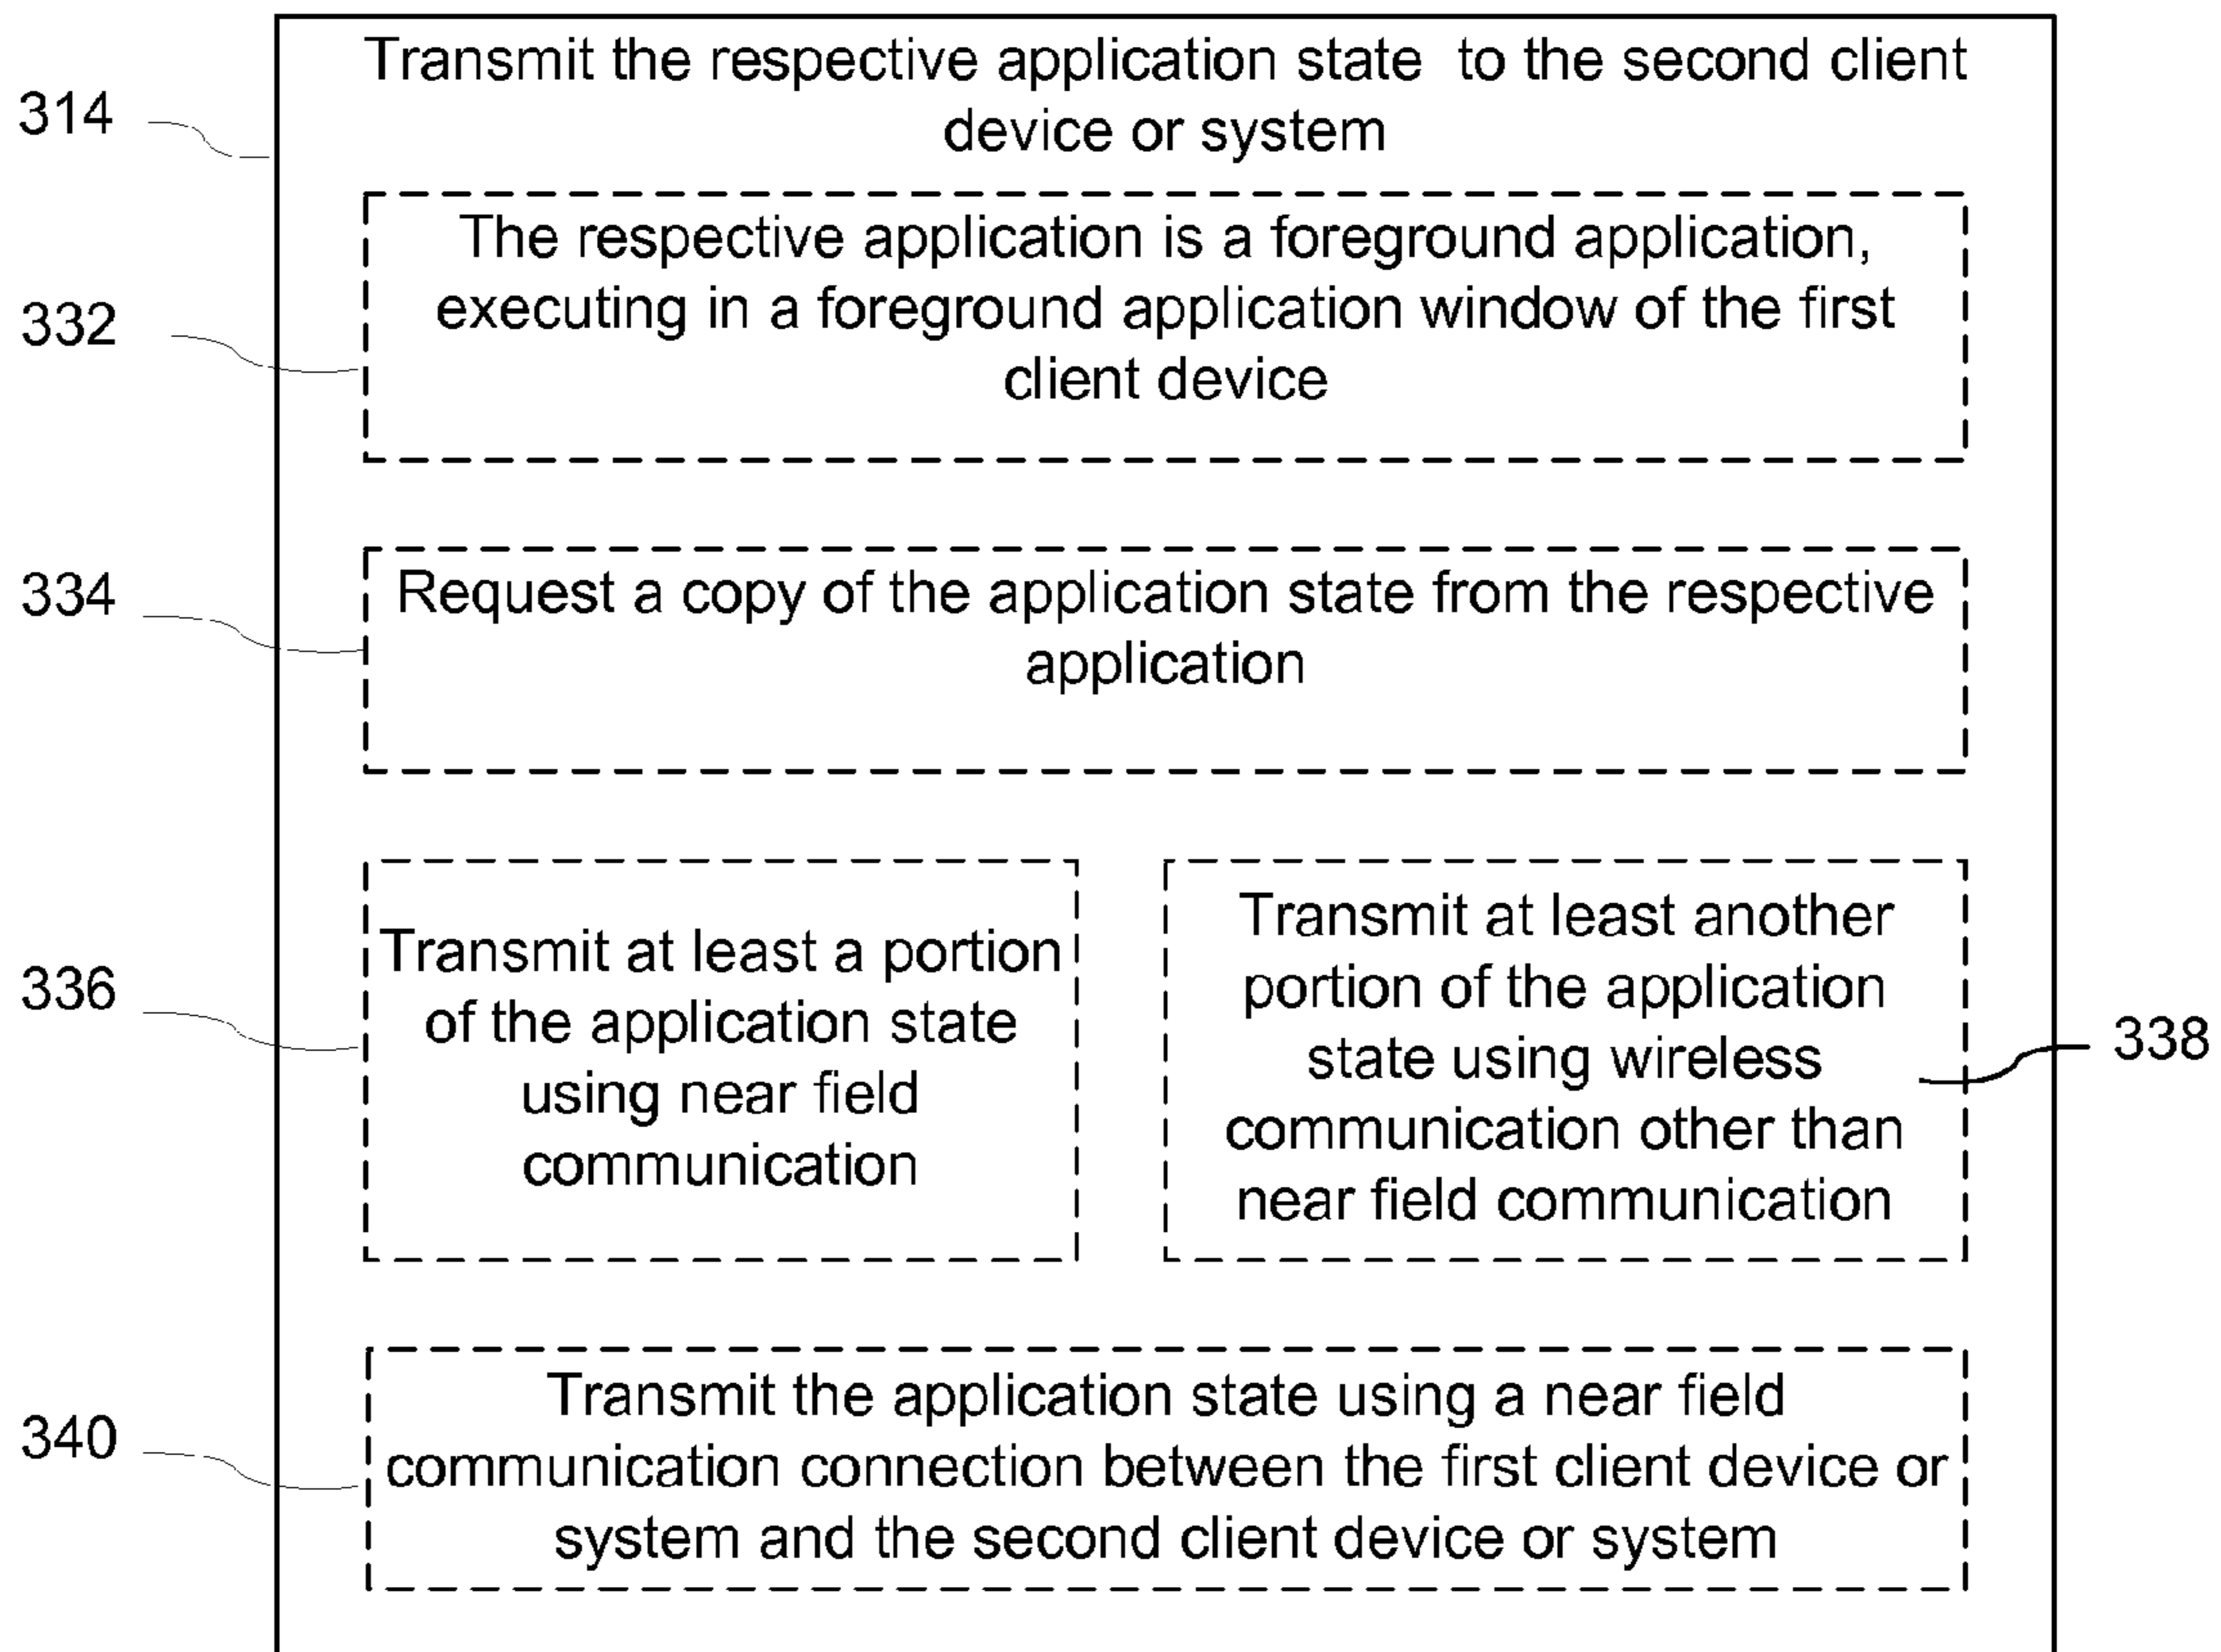 Transmit the respective application state to the second client
device or system
314
The respective application is a foreground application,
executing in a foreground application window of the first
client device
332
Request a copy of the application state from the respective
application
334
Transmit at least a portion
of the application state
using near field
communication
336
Transmit at least another
portion of the application
state using wireless
communication other than
near field communication
338
Transmit the application state using a near field
communication connection between the first client device or
system and the second client device or system
340